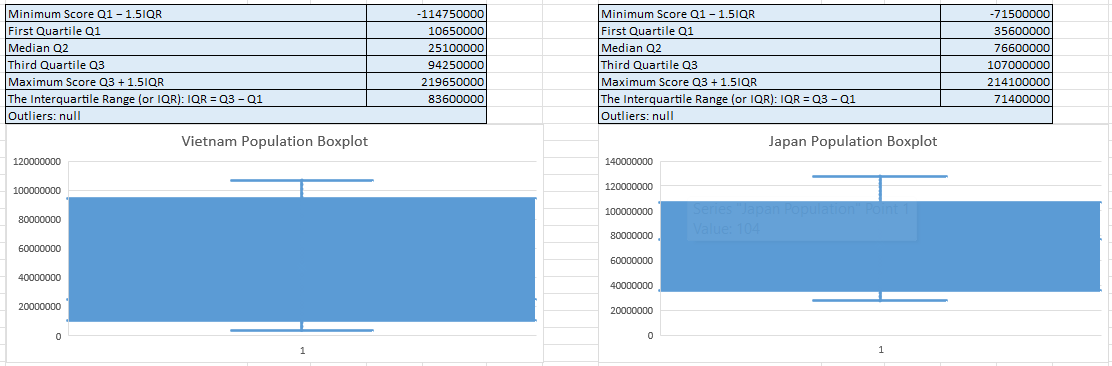 Minimum Score Q1 – 1.5IQR -114750000
First Quartile Q1 10650000
Median Q2 25100000
Third Quartile Q3 94250000
Maximum Score Q3 + 1.5IQR 219650000
The Interquartile Range (or IQR): IQR = Q3 – Q1 83600000
Outliers: null
Vietnam Population Boxplot
120000000
100000000
80000000
60000000
40000000
20000000
0
1
Minimum Score Q1 – 1.5IQR -71500000
First Quartile Q1 35600000
Median Q2 76600000
Third Quartile Q3 107000000
Maximum Score Q3 + 1.5IQR 214100000
The Interquartile Range (or IQR): IQR = Q3 – Q1 71400000
Outliers: null
Japan Population Boxplot
140000000
120000000
100000000
80000000
60000000
40000000
20000000
0
Series "Japan Population" Point 1
Value: 104
1